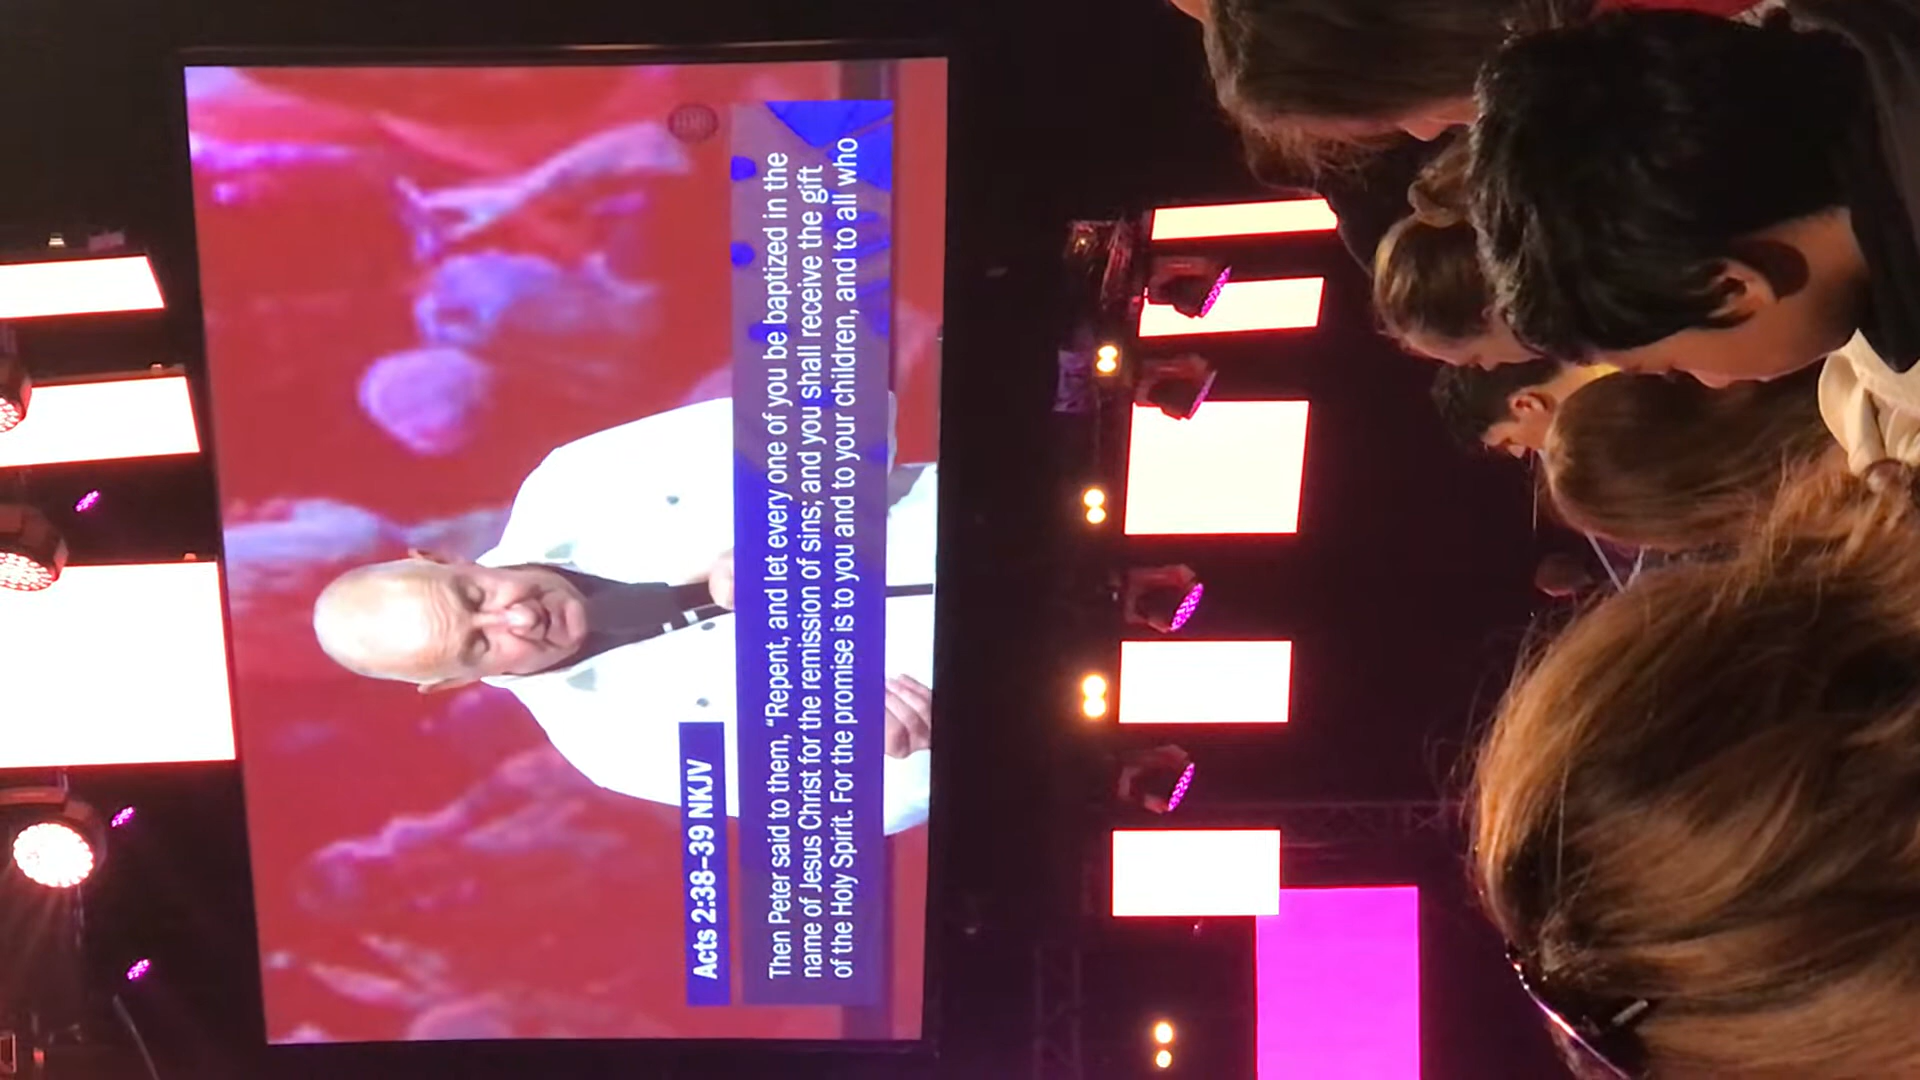 Acts 2:38-39 NKJV
Then Peter said to them, “Repent, and let every one of you be baptized in the
name of Jesus Christ for the remission of sins; and you shall receive the gift
of the Holy Spirit. For the promise is to you and to your children, and to all who